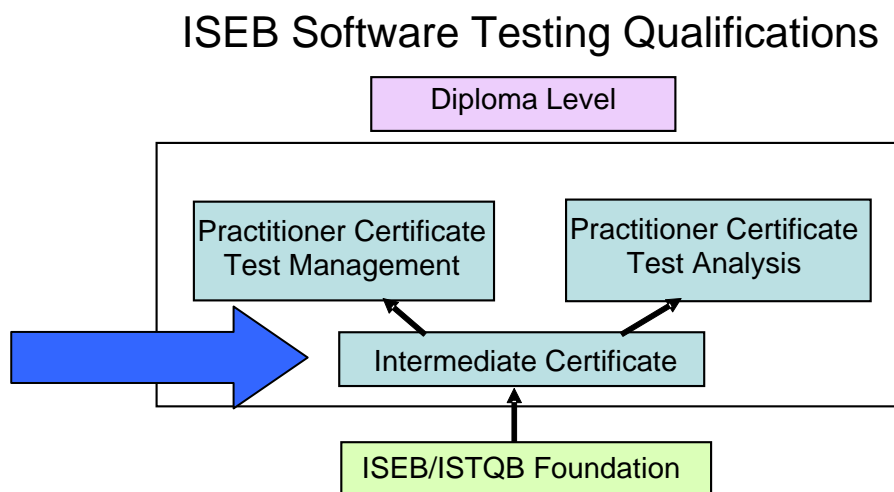 ISEB Software Testing Qualifications
Diploma Level
Practitioner Certificate
Test Management
Practitioner Certificate
Test Analysis
Intermediate Certificate
ISEB/ISTQB Foundation